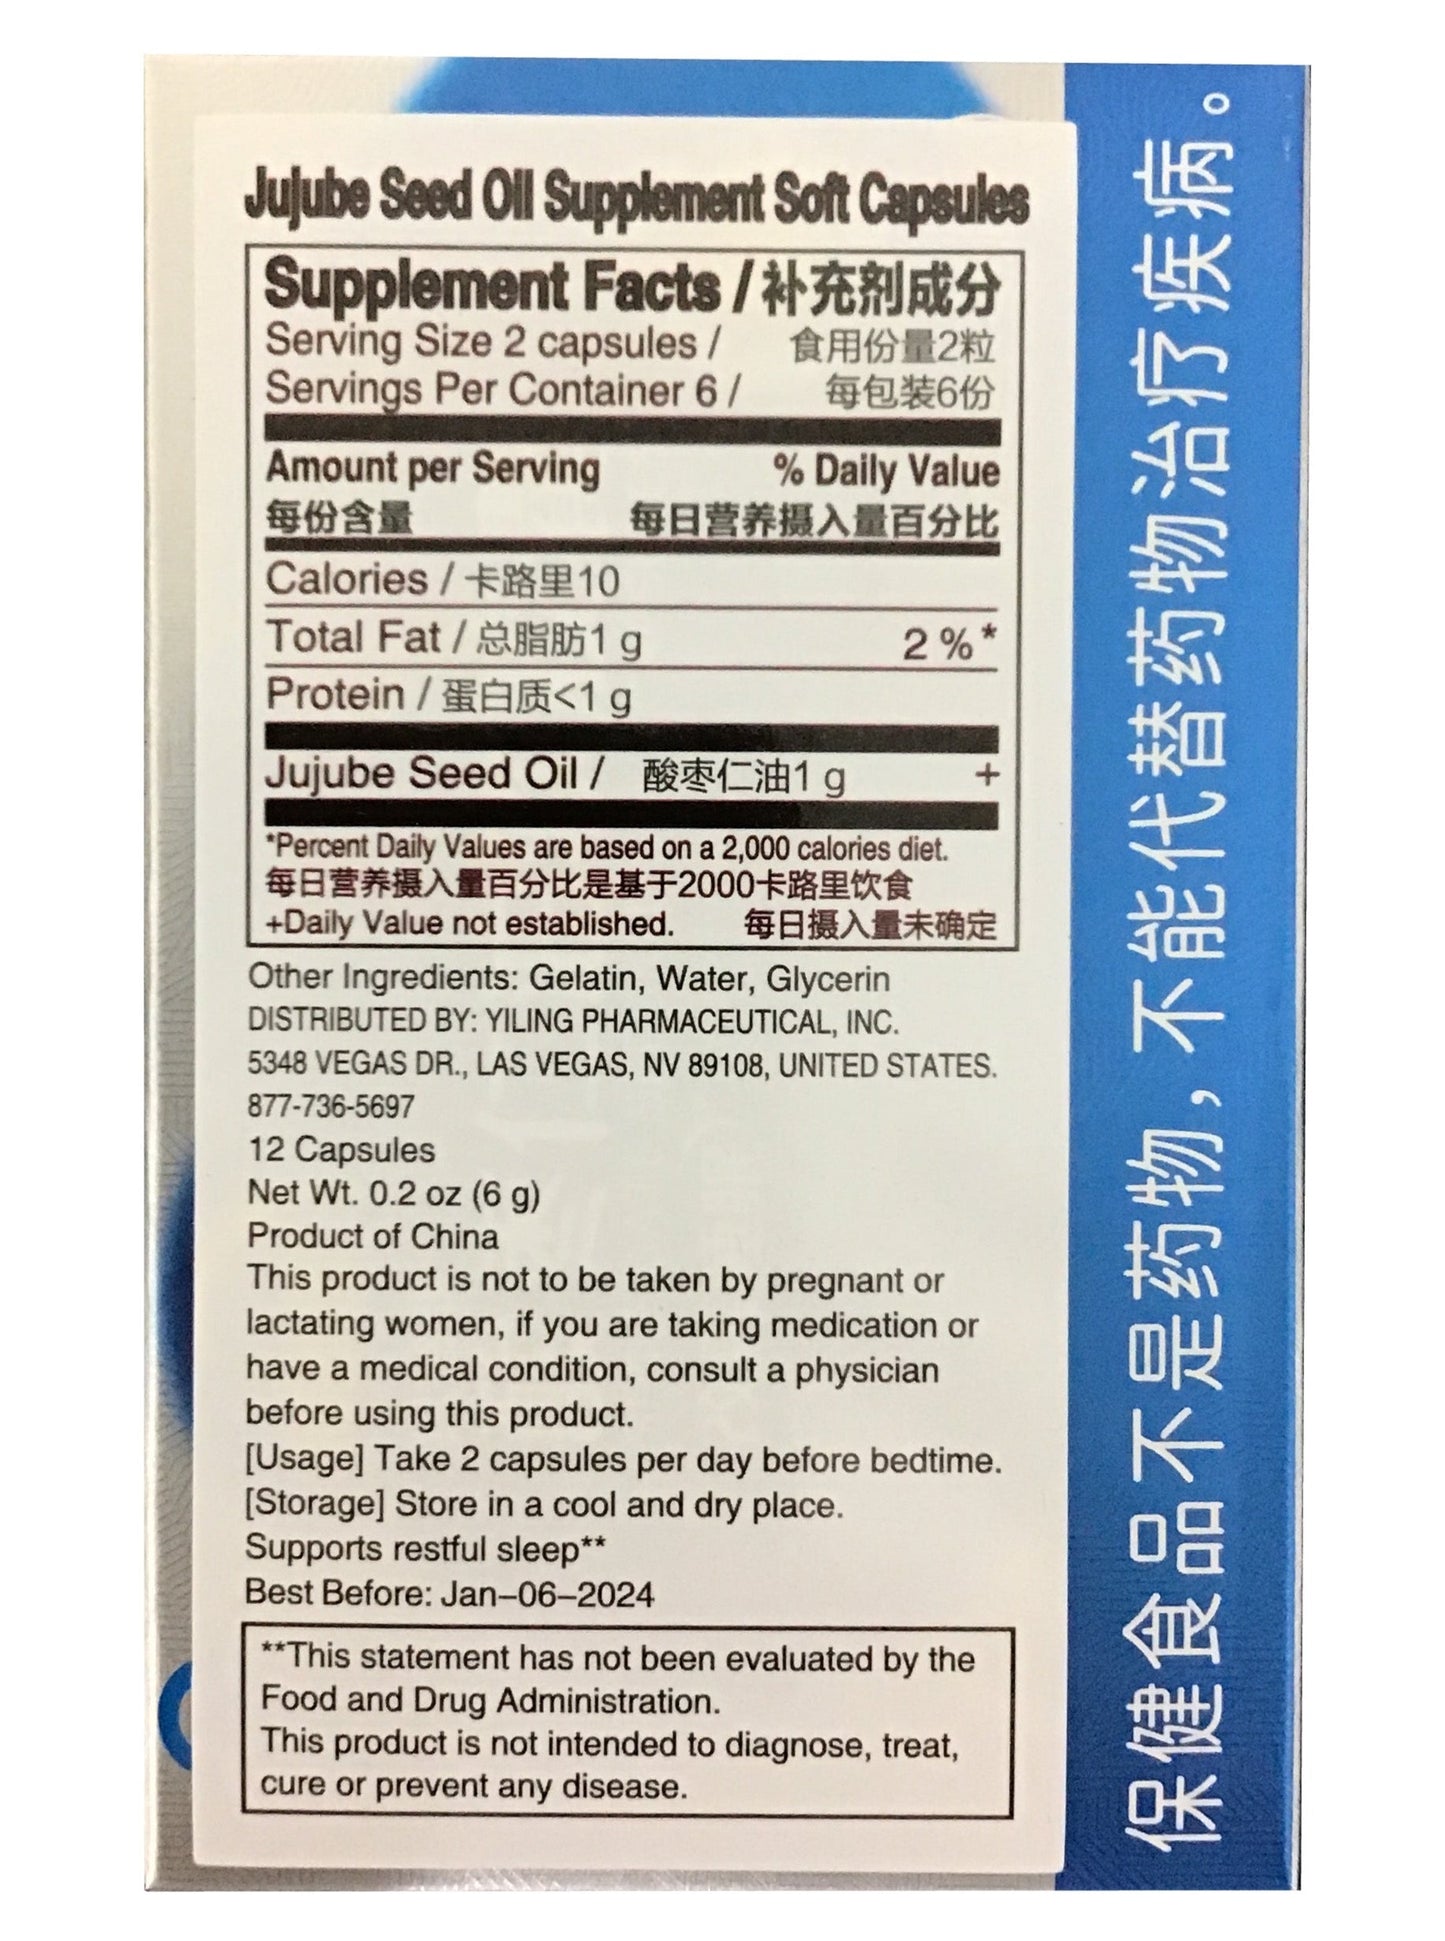 Jujube Seed Oil Supplement Soft Capsules
Supplement Facts / 补充剂成分
Serving Size 2 capsules / 食用份量2粒
Servings Per Container 6 / 每包装6份
Amount per Serving % Daily Value
每份含量 每日营养摄入量百分比
Calories / 卡路里10
Total Fat / 总脂肪1 g 2 %*
Protein / 蛋白质<1 g
Jujube Seed Oil / 酸枣仁油1 g +
*Percent Daily Values are based on a 2,000 calories diet.
每日营养摄入量百分比是基于2000卡路里饮食
+Daily Value not established. 每日摄入量未确定
Other Ingredients: Gelatin, Water, Glycerin
DISTRIBUTED BY: YILING PHARMACEUTICAL, INC.
5348 VEGAS DR., LAS VEGAS, NV 89108, UNITED STATES.
877-736-5697
12 Capsules
Net Wt. 0.2 oz (6 g)
Product of China
This product is not to be taken by pregnant or
lactating women, if you are taking medication or
have a medical condition, consult a physician
before using this product.
[Usage] Take 2 capsules per day before bedtime.
[Storage] Store in a cool and dry place.
Supports restful sleep**
Best Before: Jan–06–2024
**This statement has not been evaluated by the
Food and Drug Administration.
This product is not intended to diagnose, treat,
cure or prevent any disease.
保健食品不是药物，不能代替药物治疗疾病。